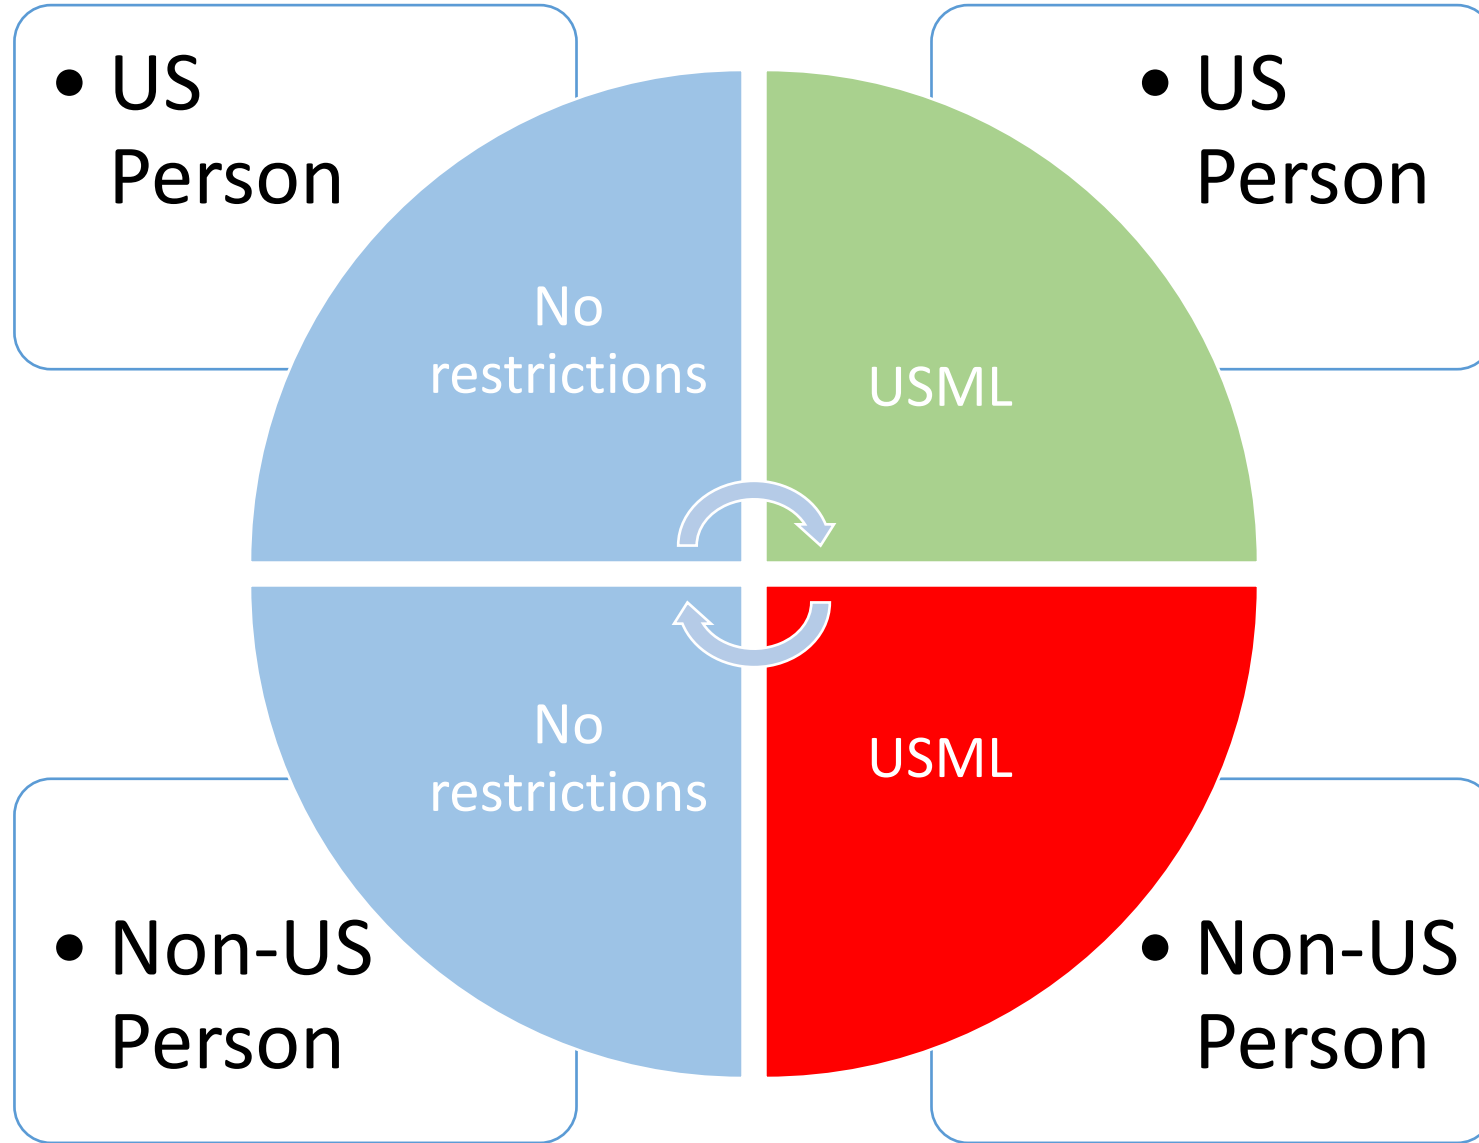 • US
Person
• US
Person
No
restrictions
USML
No
restrictions
USML
• Non-US
Person
• Non-US
Person